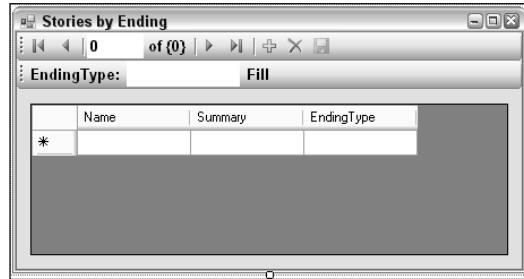 Stories by Ending
0 of {0}
EndingType: Fill
Name Summary EndingType